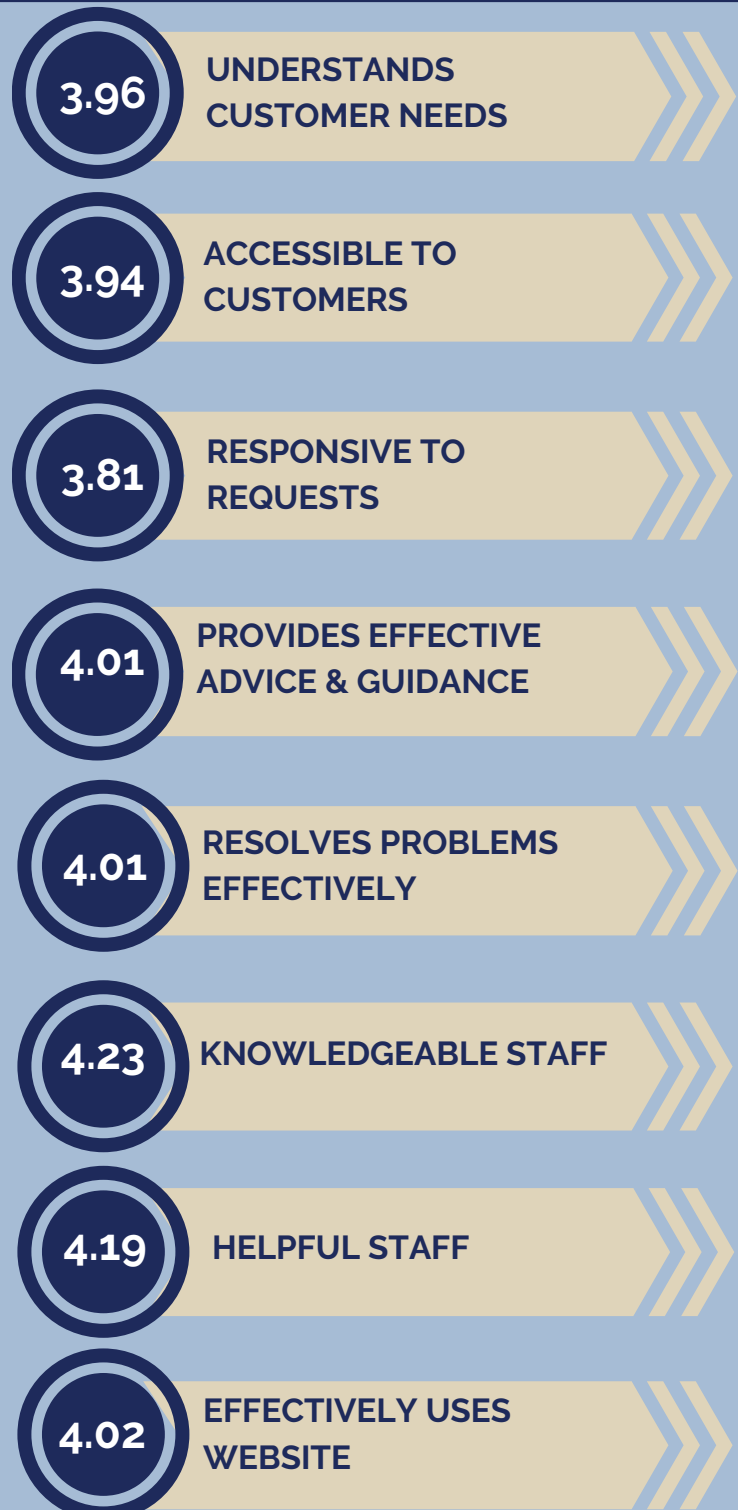 3.96
UNDERSTANDS
CUSTOMER NEEDS
3.94
ACCESSIBLE TO
CUSTOMERS
3.81
RESPONSIVE TO
REQUESTS
4.01
PROVIDES EFFECTIVE
ADVICE & GUIDANCE
4.01
RESOLVES PROBLEMS
EFFECTIVELY
4.23
KNOWLEDGEABLE STAFF
4.19
HELPFUL STAFF
4.02
EFFECTIVELY USES
WEBSITE